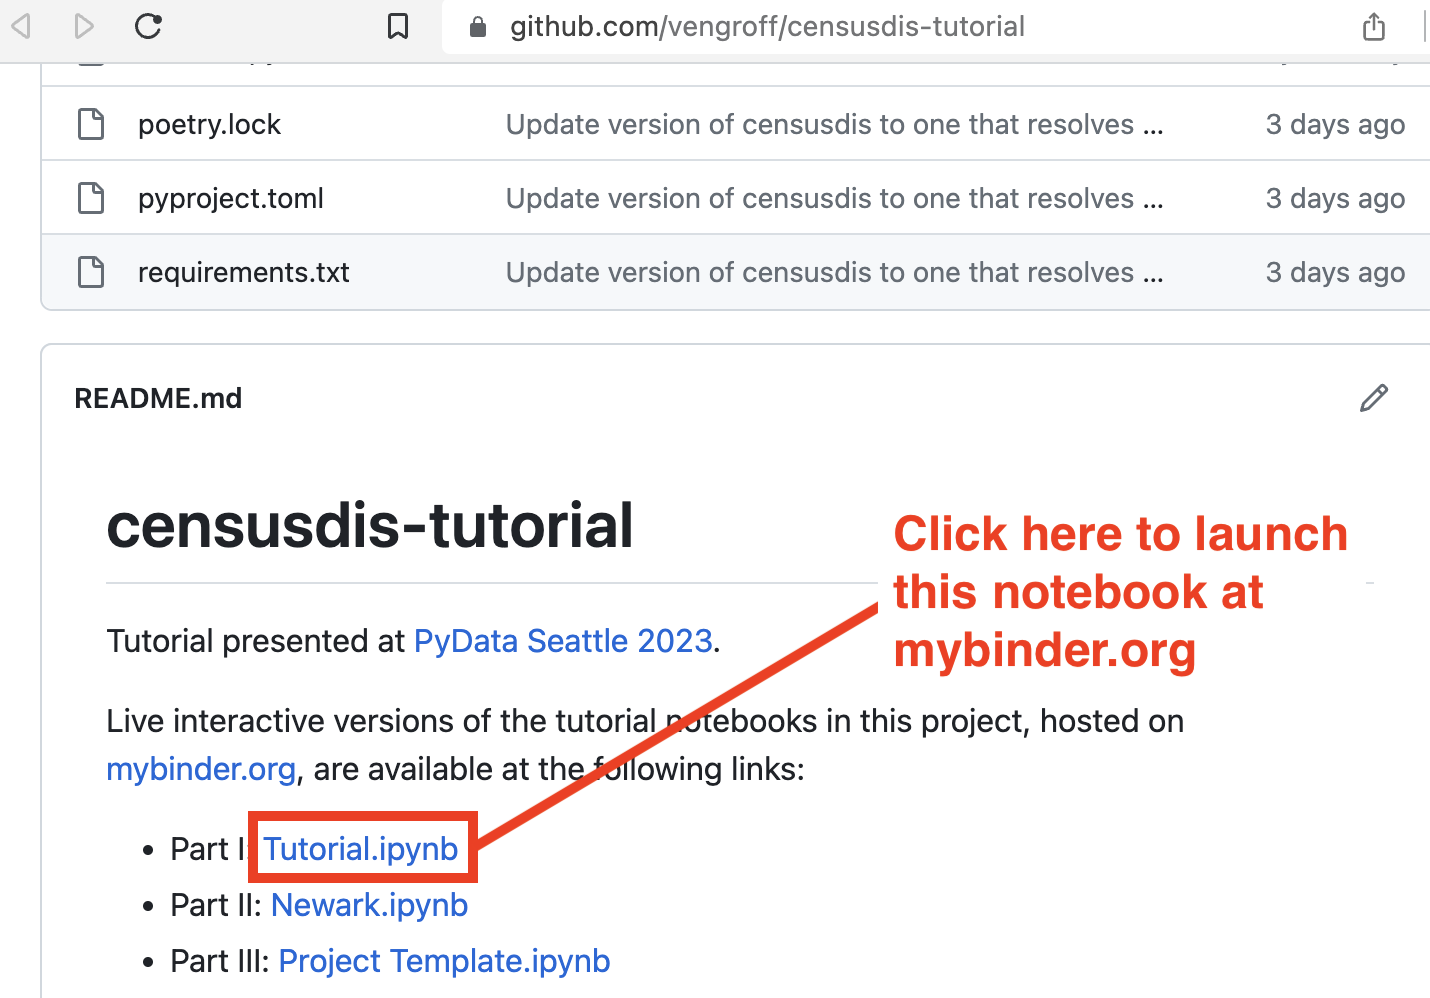 github.com/vengroff/censusdis-tutorial
poetry.lock Update version of censusdis to one that resolves ... 3 days ago
pyproject.toml Update version of censusdis to one that resolves ... 3 days ago
requirements.txt Update version of censusdis to one that resolves ... 3 days ago
README.md
censusdis-tutorial
Click here to launch
this notebook at
mybinder.org
Tutorial presented at PyData Seattle 2023.
Live interactive versions of the tutorial notebooks in this project, hosted on
mybinder.org, are available at the following links:
• Part I: Tutorial.ipynb
• Part II: Newark.ipynb
• Part III: Project Template.ipynb